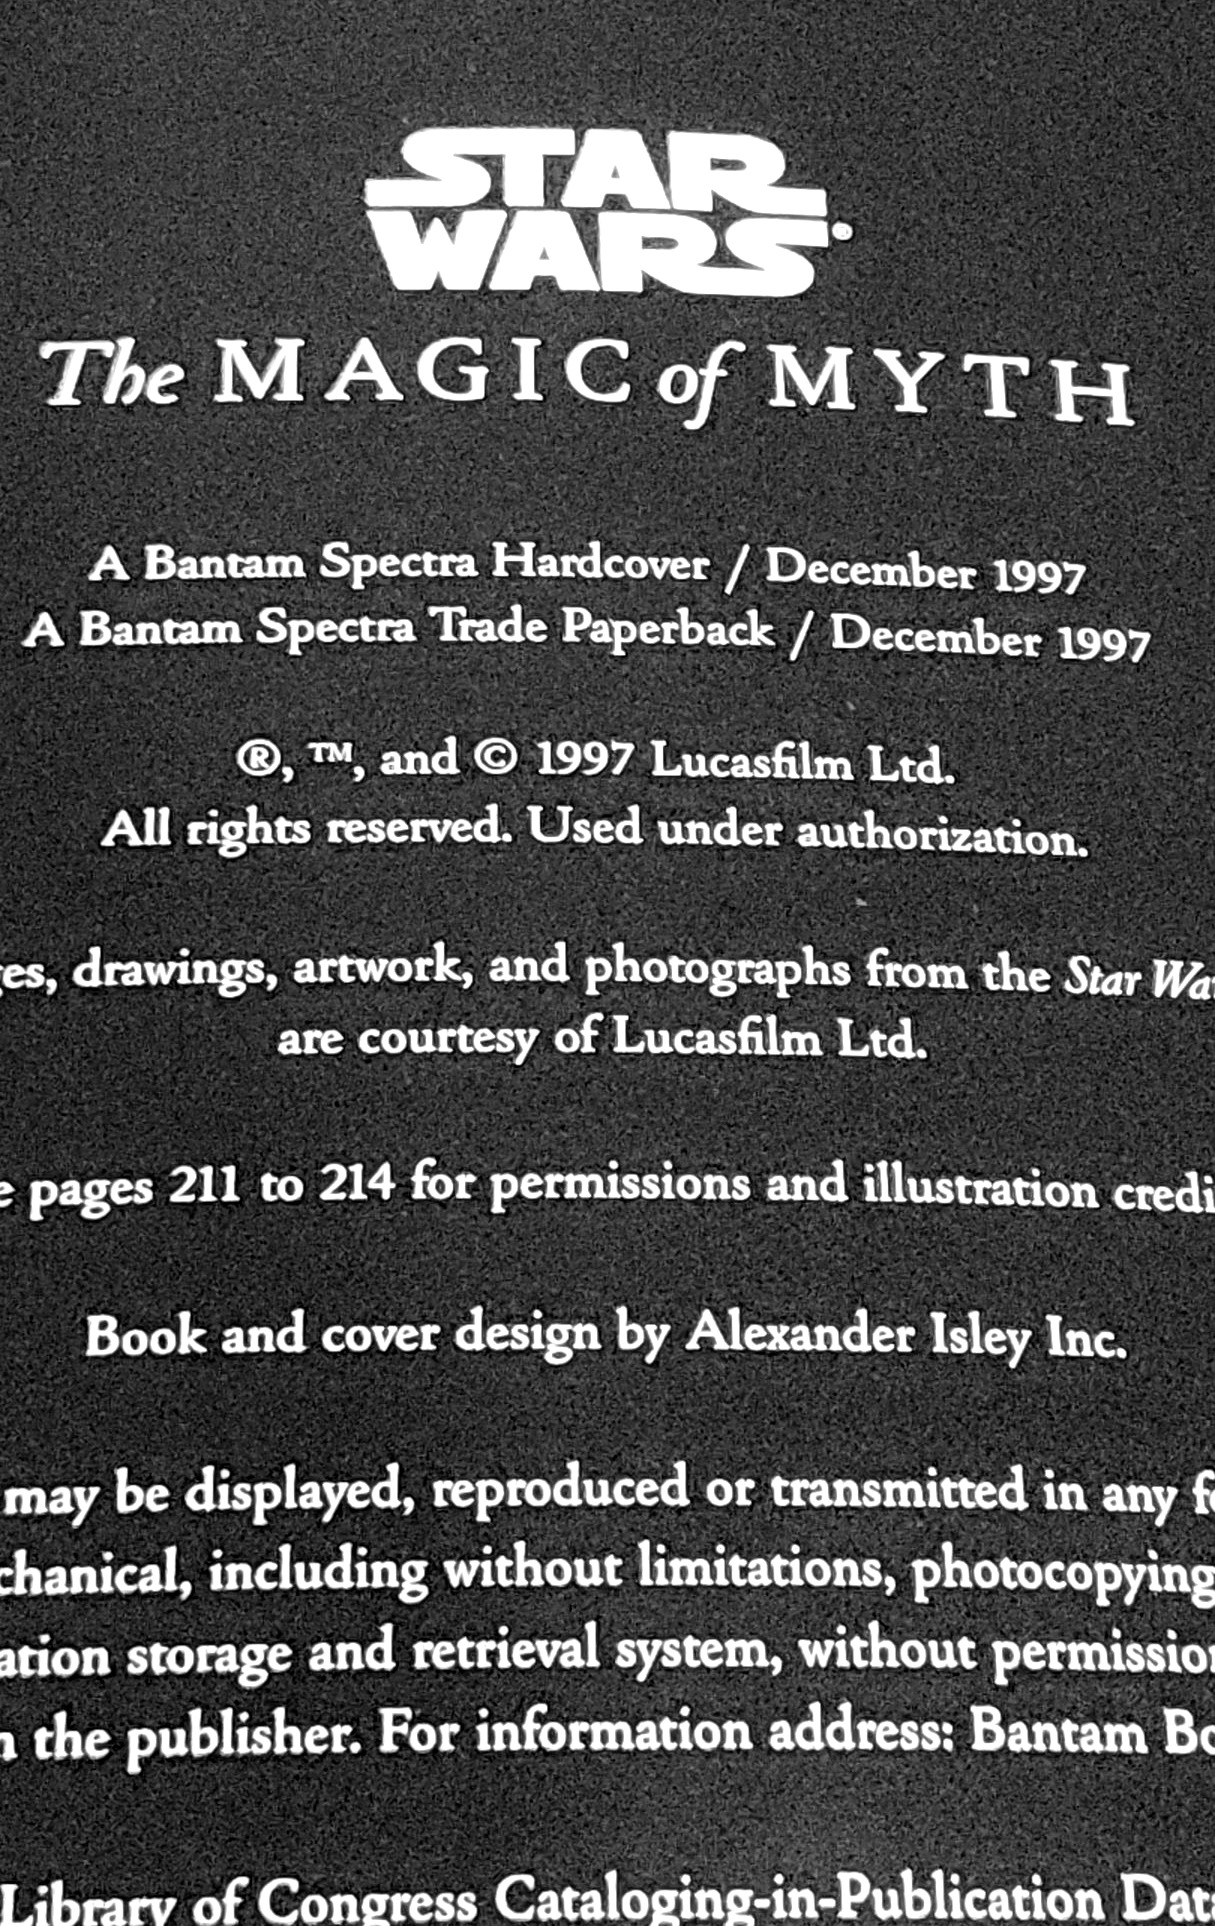 STAR
WARS®
The MAGIC of MYTH
A Bantam Spectra Hardcover / December 1997
A Bantam Spectra Trade Paperback / December 1997
®, ™, and © 1997 Lucasfilm Ltd.
All rights reserved. Used under authorization.
drawings, artwork, and photographs from the Star
are courtesy of Lucasfilm Ltd.
pages 211 to 214 for permissions and illustration
Book and cover design by Alexander Isley Inc.
may be displayed, reproduced or transmitted in any
including without limitations, photocopying
storage and retrieval system, without
the publisher. For information address: Bantam
Library of Congress Cataloging-in-Publication